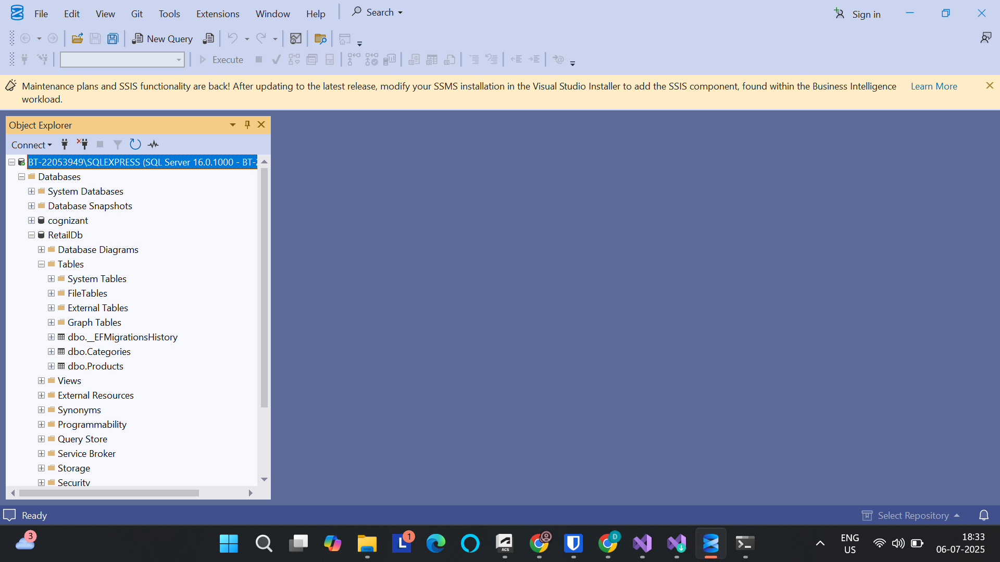 File Edit View Git Tools Extensions Window Help Search Sign in
New Query
Execute
Maintenance plans and SSIS functionality are back! After updating to the latest release, modify your SSMS installation in the Visual Studio Installer to add the SSIS component, found within the Business Intelligence Learn More
workload.
Object Explorer
Connect
BT-22053949\SQLEXPRESS (SQL Server 16.0.1000 - BT-2
Databases
System Databases
Database Snapshots
cognizant
RetailDb
Database Diagrams
Tables
System Tables
FileTables
External Tables
Graph Tables
dbo.__EFMigrationsHistory
dbo.Categories
dbo.Products
Views
External Resources
Synonyms
Programmability
Query Store
Service Broker
Storage
Security
Ready Select Repository
3 L 1 ACS D ENG 18:33
US 06-07-2025